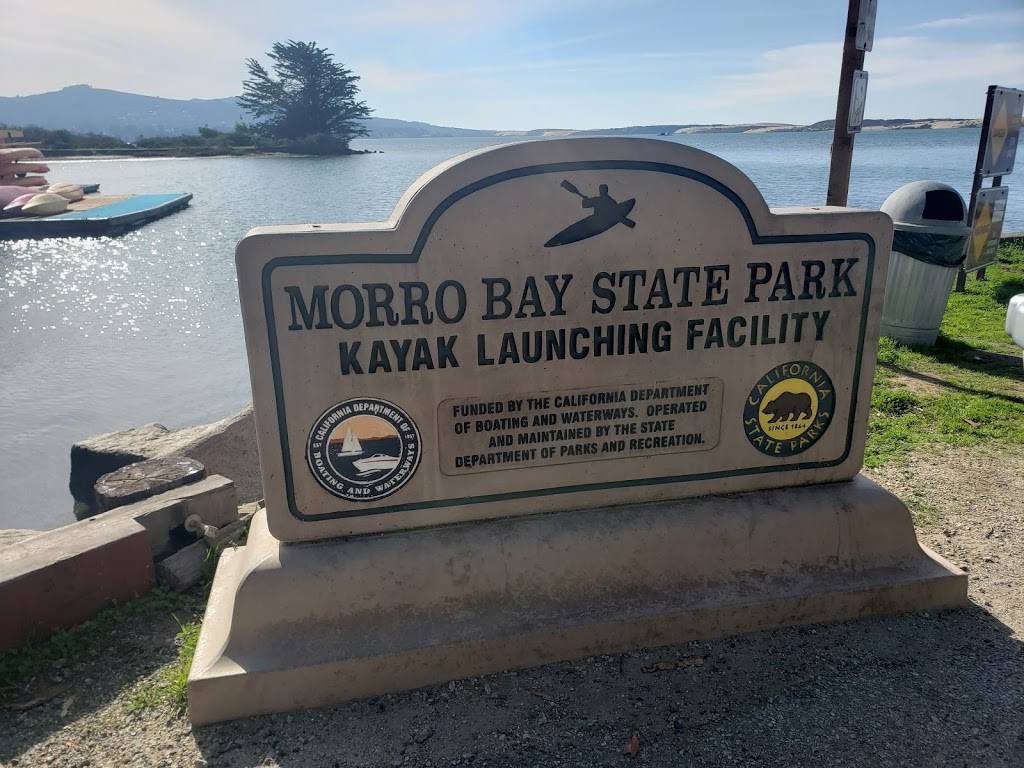 MORRO BAY STATE PARK
KAYAK LAUNCHING FACILITY
FUNDED BY THE CALIFORNIA DEPARTMENT
OF BOATING AND WATERWAYS. OPERATED
AND MAINTAINED BY THE STATE
DEPARTMENT OF PARKS AND RECREATION.
CALIFORNIA DEPARTMENT OF
EST 1957
BOATING AND WATERWAYS
CALIFORNIA
SINCE 1864
STATE PARKS